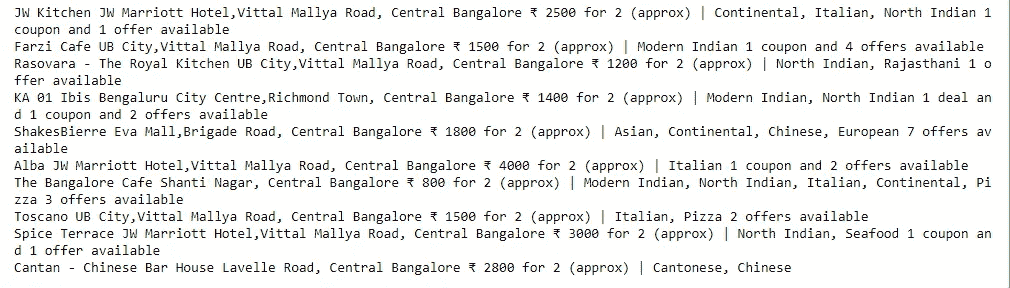 JW Kitchen JW Marriott Hotel,Vittal Mallya Road, Central Bangalore ₹ 2500 for 2 (approx) | Continental, Italian, North Indian 1
coupon and 1 offer available
Farzi Cafe UB City,Vittal Mallya Road, Central Bangalore ₹ 1500 for 2 (approx) | Modern Indian 1 coupon and 4 offers available
Rasovara - The Royal Kitchen UB City,Vittal Mallya Road, Central Bangalore ₹ 1200 for 2 (approx) | North Indian, Rajasthani 1 o
ffer available
KA 01 Ibis Bengaluru City Centre,Richmond Town, Central Bangalore ₹ 1400 for 2 (approx) | Modern Indian, North Indian 1 deal an
d 1 coupon and 2 offers available
ShakesBierre Eva Mall,Brigade Road, Central Bangalore ₹ 1800 for 2 (approx) | Asian, Continental, Chinese, European 7 offers av
ailable
Alba JW Marriott Hotel,Vittal Mallya Road, Central Bangalore ₹ 4000 for 2 (approx) | Italian 1 coupon and 2 offers available
The Bangalore Cafe Shanti Nagar, Central Bangalore ₹ 800 for 2 (approx) | Modern Indian, North Indian, Italian, Continental, Pi
zza 3 offers available
Toscano UB City,Vittal Mallya Road, Central Bangalore ₹ 1500 for 2 (approx) | Italian, Pizza 2 offers available
Spice Terrace JW Marriott Hotel,Vittal Mallya Road, Central Bangalore ₹ 3000 for 2 (approx) | North Indian, Seafood 1 coupon an
d 1 offer available
Cantan - Chinese Bar House Lavelle Road, Central Bangalore ₹ 2800 for 2 (approx) | Cantonese, Chinese